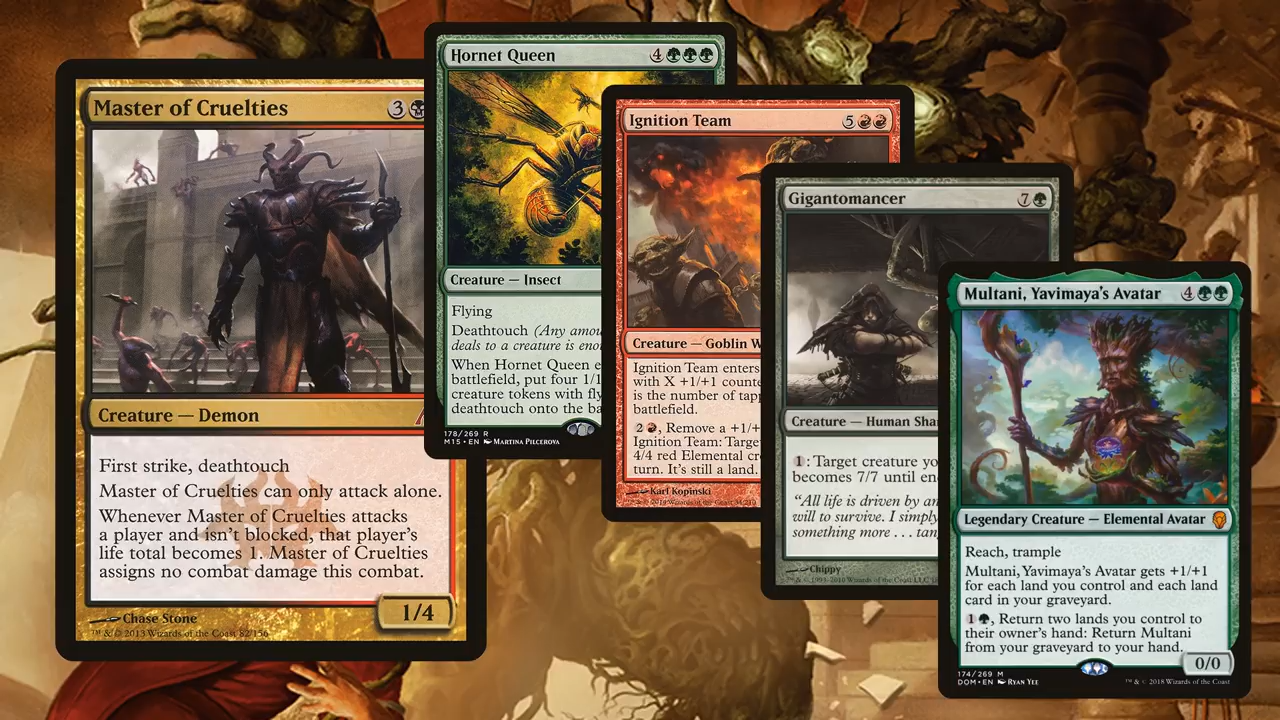 Master of Cruelties 3
Creature — Demon
First strike, deathtouch
Master of Cruelties can only attack alone.
Whenever Master of Cruelties attacks
a player and isn't blocked, that player's
life total becomes 1. Master of Cruelties
assigns no combat damage this combat.
1/4
Chase Stone
™ & © 2013 Wizards of the Coast 82/156
Hornet Queen 4
Creature — Insect
Flying
Deathtouch (Any amou
deals to a creature is enou
When Hornet Queen e
battlefield, put four 1/1
creature tokens with fly
deathtouch onto the ba
178/269 R
M15 • EN Martina Pilcerova
Ignition Team 5
Creature — Goblin W
Ignition Team enters
with X +1/+1 counte
is the number of tapp
battlefield.
2 , Remove a +1/+
Ignition Team: Targe
4/4 red Elemental cr
turn. It's still a land.
Karl Kopinski
Gigantomancer 7
Creature — Human Sha
1 : Target creature yo
becomes 7/7 until en
“All life is driven by an
will to survive. I simply
something more . . . tan
Chippy
Multani, Yavimaya's Avatar 4
Legendary Creature — Elemental Avatar
Reach, trample
Multani, Yavimaya's Avatar gets +1/+1
for each land you control and each land
card in your graveyard.
1 , Return two lands you control to
their owner's hand: Return Multani
from your graveyard to your hand.
0/0
174/269 M
DOM • EN Ryan Yee
™ & © 2018 Wizards of the Coast